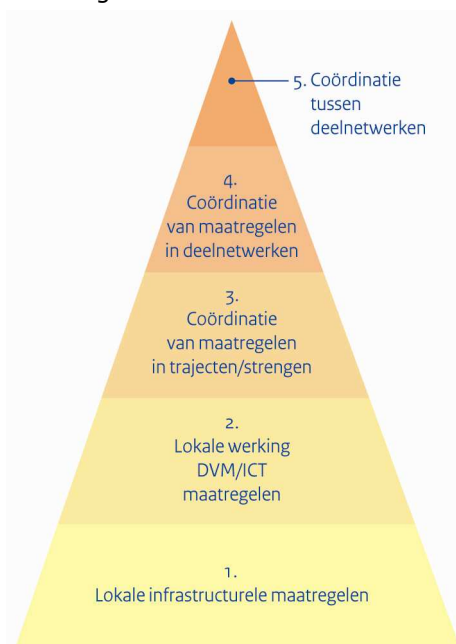 5. Coördinatie
tussen
deelnetwerken
4.
Coördinatie
van maatregelen
in deelnetwerken
3.
Coördinatie
van maatregelen
in trajecten/strengen
2.
Lokale werking
DVM/ICT
maatregelen
1.
Lokale infrastructurele maatregelen